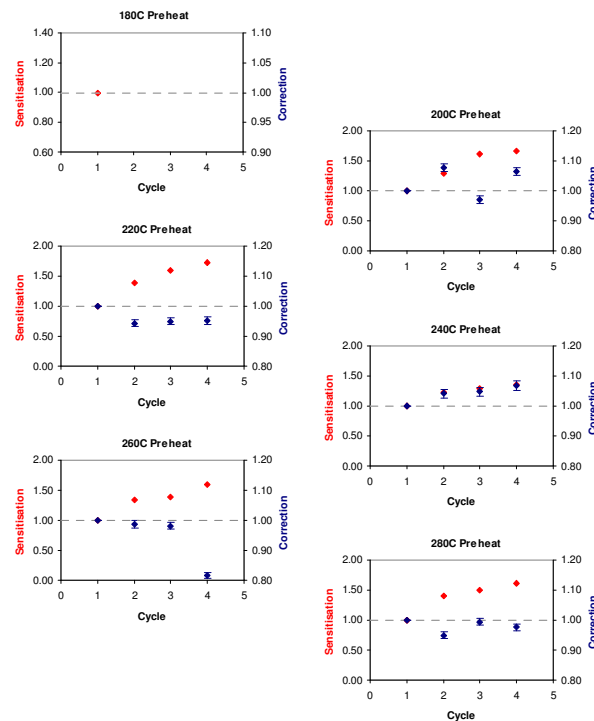 180C Preheat
1.40
1.20
1.00
0.80
0.60
1.10
1.05
1.00
0.95
0.90
0 1 2 3 4 5
Cycle
Sensitisation
Correction
200C Preheat
2.00
1.50
1.00
0.50
0.00
1.20
1.10
1.00
0.90
0.80
0 1 2 3 4 5
Cycle
Sensitisation
Correction
220C Preheat
2.00
1.50
1.00
0.50
0.00
1.20
1.10
1.00
0.90
0.80
0 1 2 3 4 5
Cycle
Sensitisation
Correction
240C Preheat
2.00
1.50
1.00
0.50
0.00
1.20
1.10
1.00
0.90
0.80
0 1 2 3 4 5
Cycle
Sensitisation
Correction
260C Preheat
2.00
1.50
1.00
0.50
0.00
1.20
1.10
1.00
0.90
0.80
0 1 2 3 4 5
Cycle
Sensitisation
Correction
280C Preheat
2.00
1.50
1.00
0.50
0.00
1.20
1.10
1.00
0.90
0.80
0 1 2 3 4 5
Cycle
Sensitisation
Correction